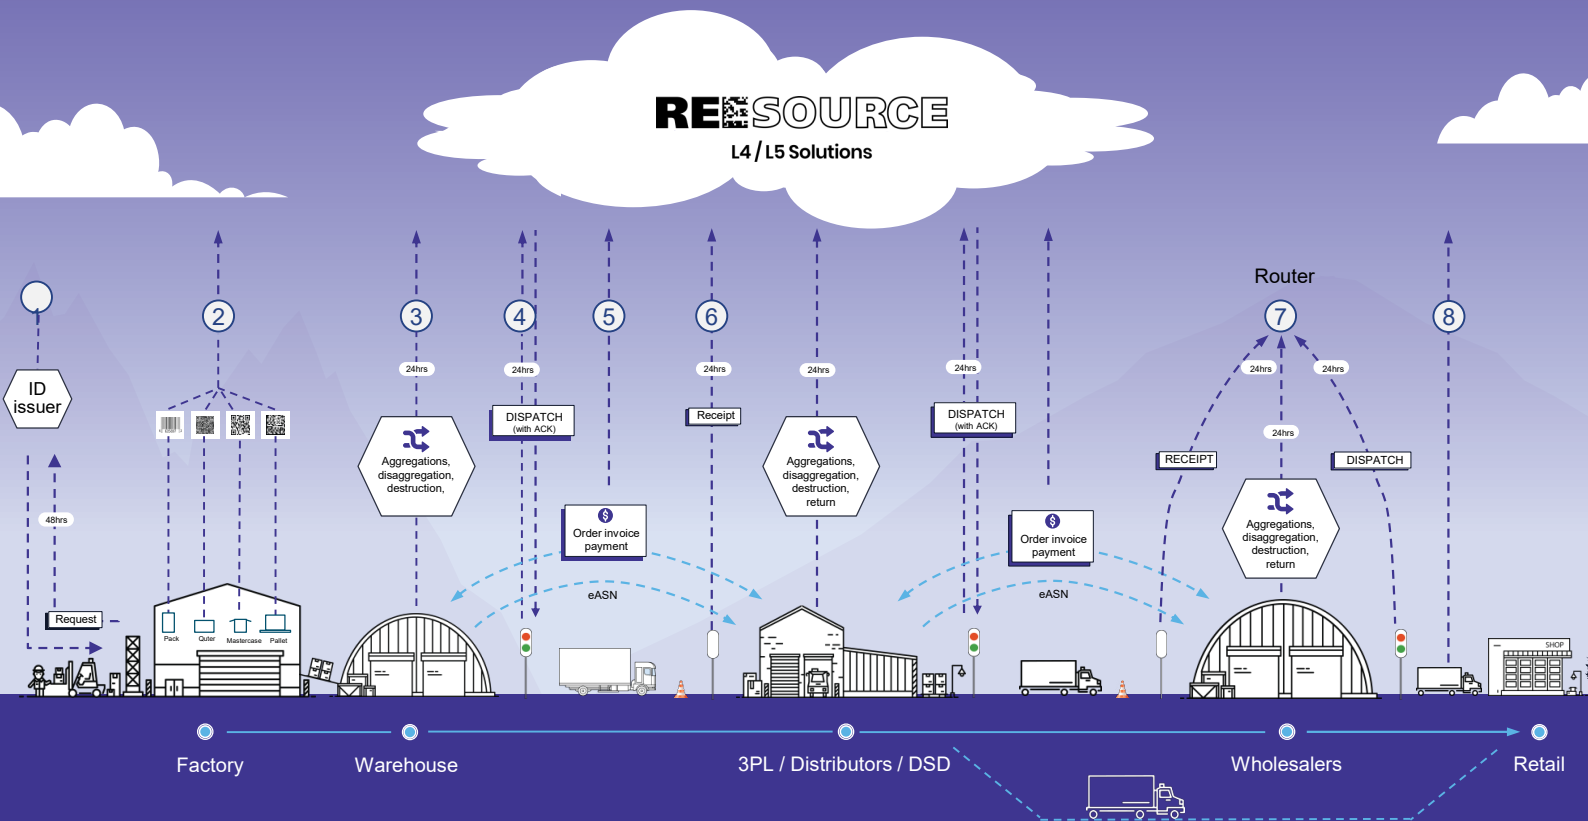 RE:SOURCE
L4 / L5 Solutions
Router
1
2
3
4
5
6
7
8
ID
issuer
24hrs
24hrs
24hrs
24hrs
24hrs
24hrs
24hrs
24hrs
48hrs
DISPATCH
(with ACK)
Receipt
DISPATCH
(with ACK)
Aggregations,
disaggregation,
destruction,
Aggregations,
disaggregation,
destruction,
return
RECEIPT
DISPATCH
Aggregations,
disaggregation,
destruction,
return
Order invoice
payment
Order invoice
payment
eASN
eASN
Request
Pack
Outer
Mastercase
Pallet
SHOP
Factory
Warehouse
3PL / Distributors / DSD
Wholesalers
Retail